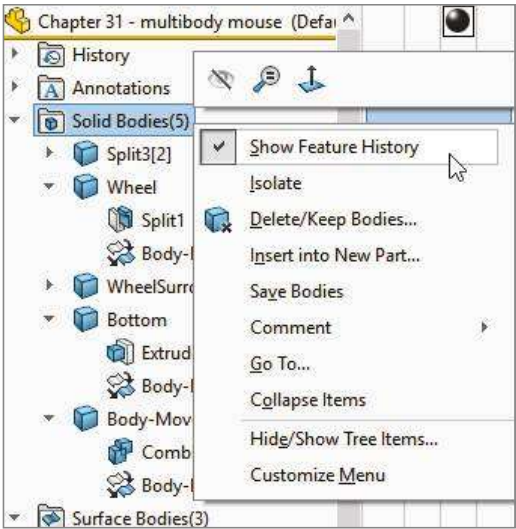 Chapter 31 - multibody mouse (Defau
History
Annotations
Solid Bodies(5)
Show Feature History
Split3[2]
Isolate
Wheel
Delete/Keep Bodies...
Split1
Insert into New Part...
Body-
WheelSurro
Save Bodies
Bottom
Comment
Extrud
Go To...
Body-
Collapse Items
Body-Mov
Hide/Show Tree Items...
Comb
Customize Menu
Body-
Surface Bodies(3)